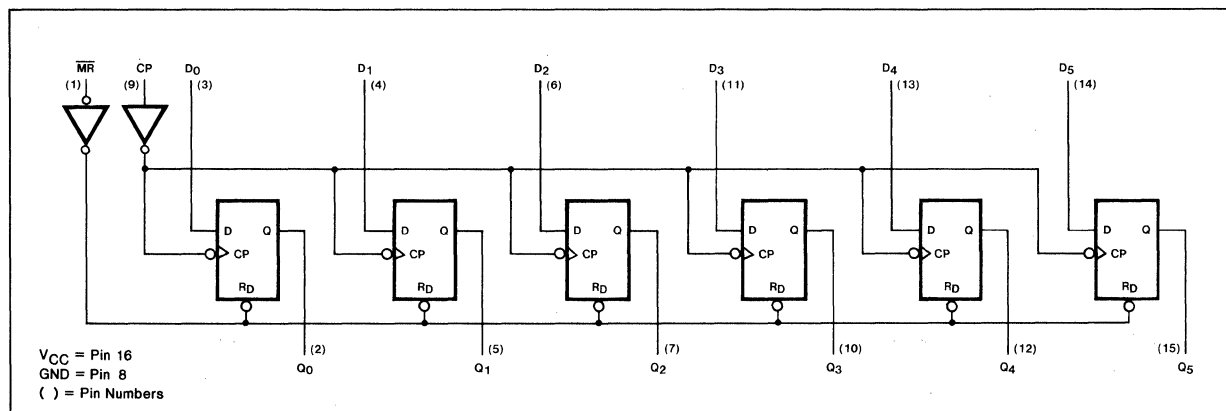 M̅R̅ CP D0 D1 D2 D3 D4 D5
(1) (9) (3) (4) (6) (11) (13) (14)
D Q D Q D Q D Q D Q D Q
CP CP CP CP CP CP
RD RD RD RD RD RD
(2) (5) (7) (10) (12) (15)
Q0 Q1 Q2 Q3 Q4 Q5
VCC = Pin 16
GND = Pin 8
( ) = Pin Numbers